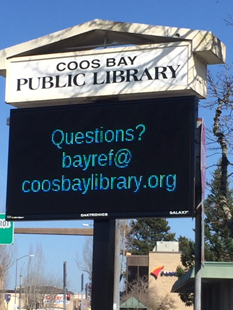 COOS BAY
PUBLIC LIBRARY
Questions?
bayref@
coosbaylibrary.org
DAKTRONICS
GALAXY